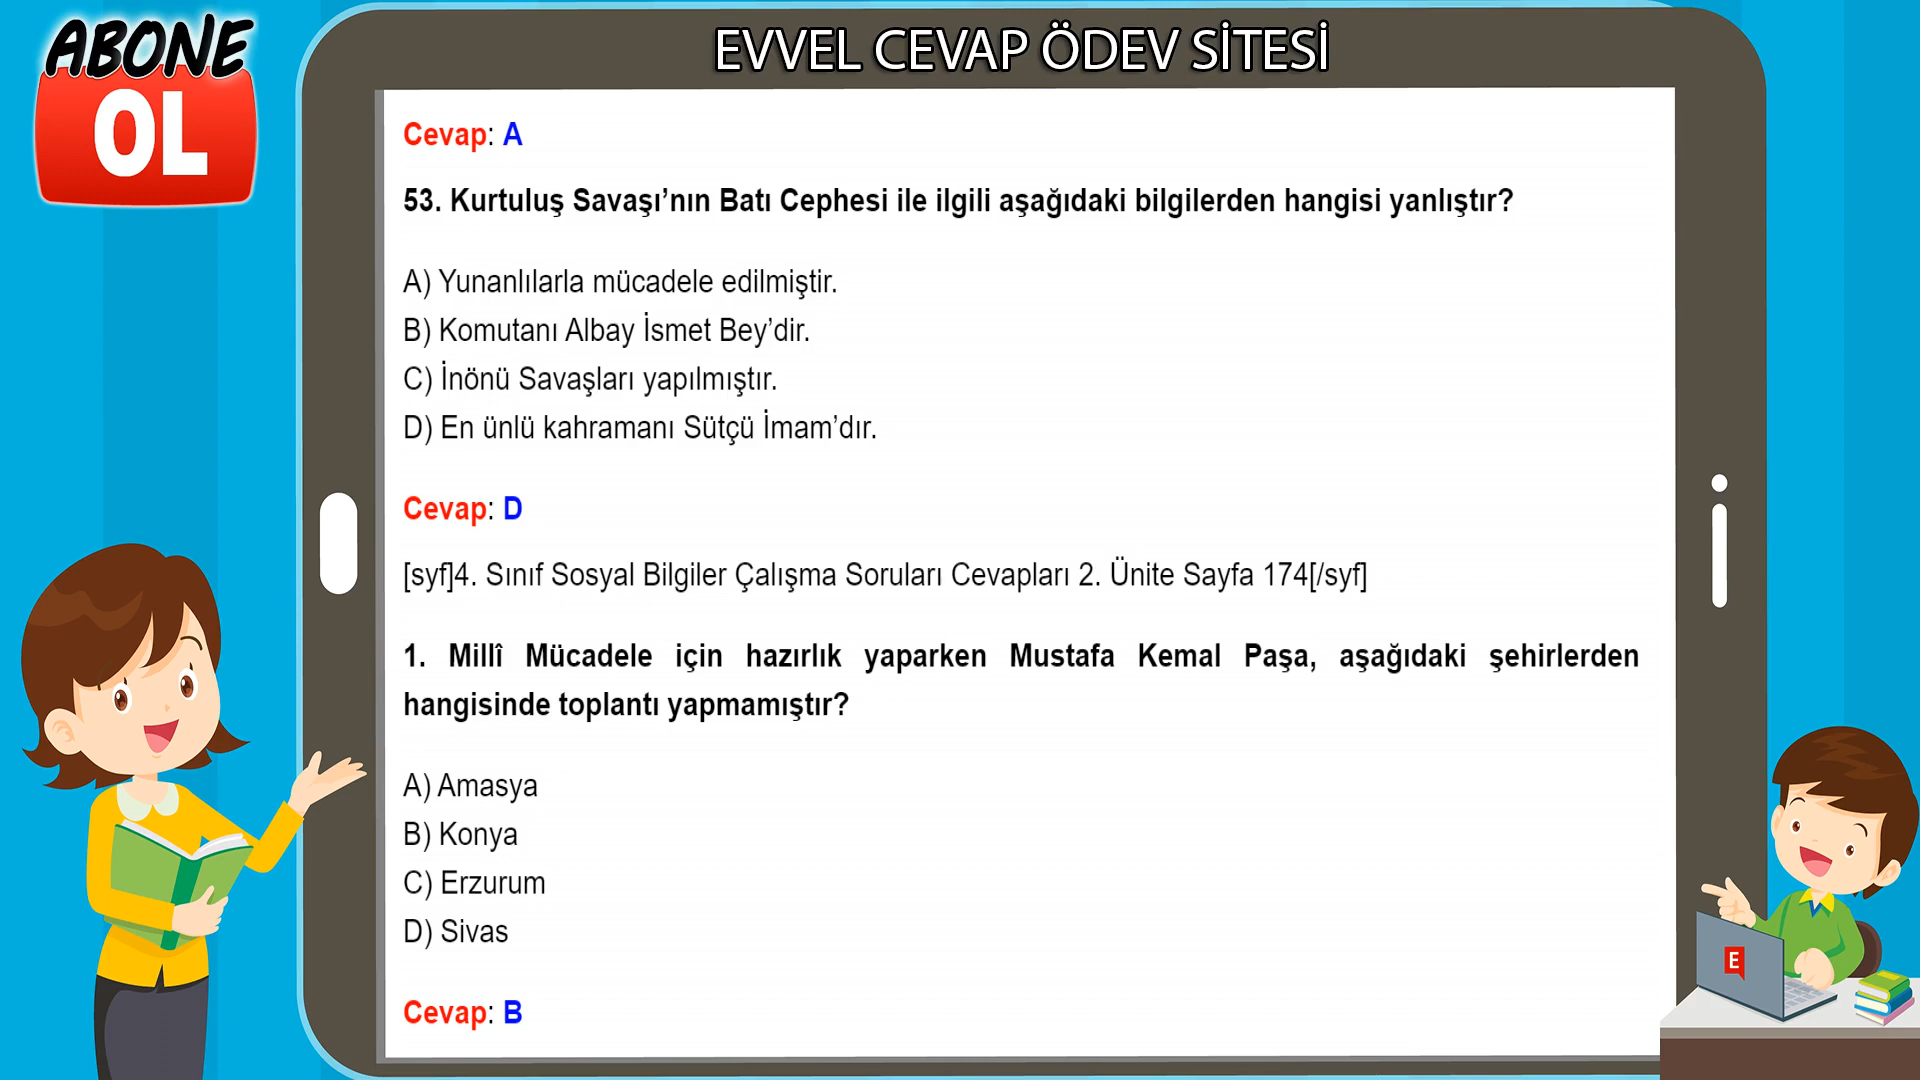 ABONE
OL
EVVEL CEVAP ÖDEV SİTESİ
Cevap: A
53. Kurtuluş Savaşı’nın Batı Cephesi ile ilgili aşağıdaki bilgilerden hangisi yanlıştır?
A) Yunanlılarla mücadele edilmiştir.
B) Komutanı Albay İsmet Bey’dir.
C) İnönü Savaşları yapılmıştır.
D) En ünlü kahramanı Sütçü İmam’dır.
Cevap: D
[syf]4. Sınıf Sosyal Bilgiler Çalışma Soruları Cevapları 2. Ünite Sayfa 174[/syf]
1. Millî Mücadele için hazırlık yaparken Mustafa Kemal Paşa, aşağıdaki şehirlerden
hangisinde toplantı yapmamıştır?
A) Amasya
B) Konya
C) Erzurum
D) Sivas
Cevap: B
E